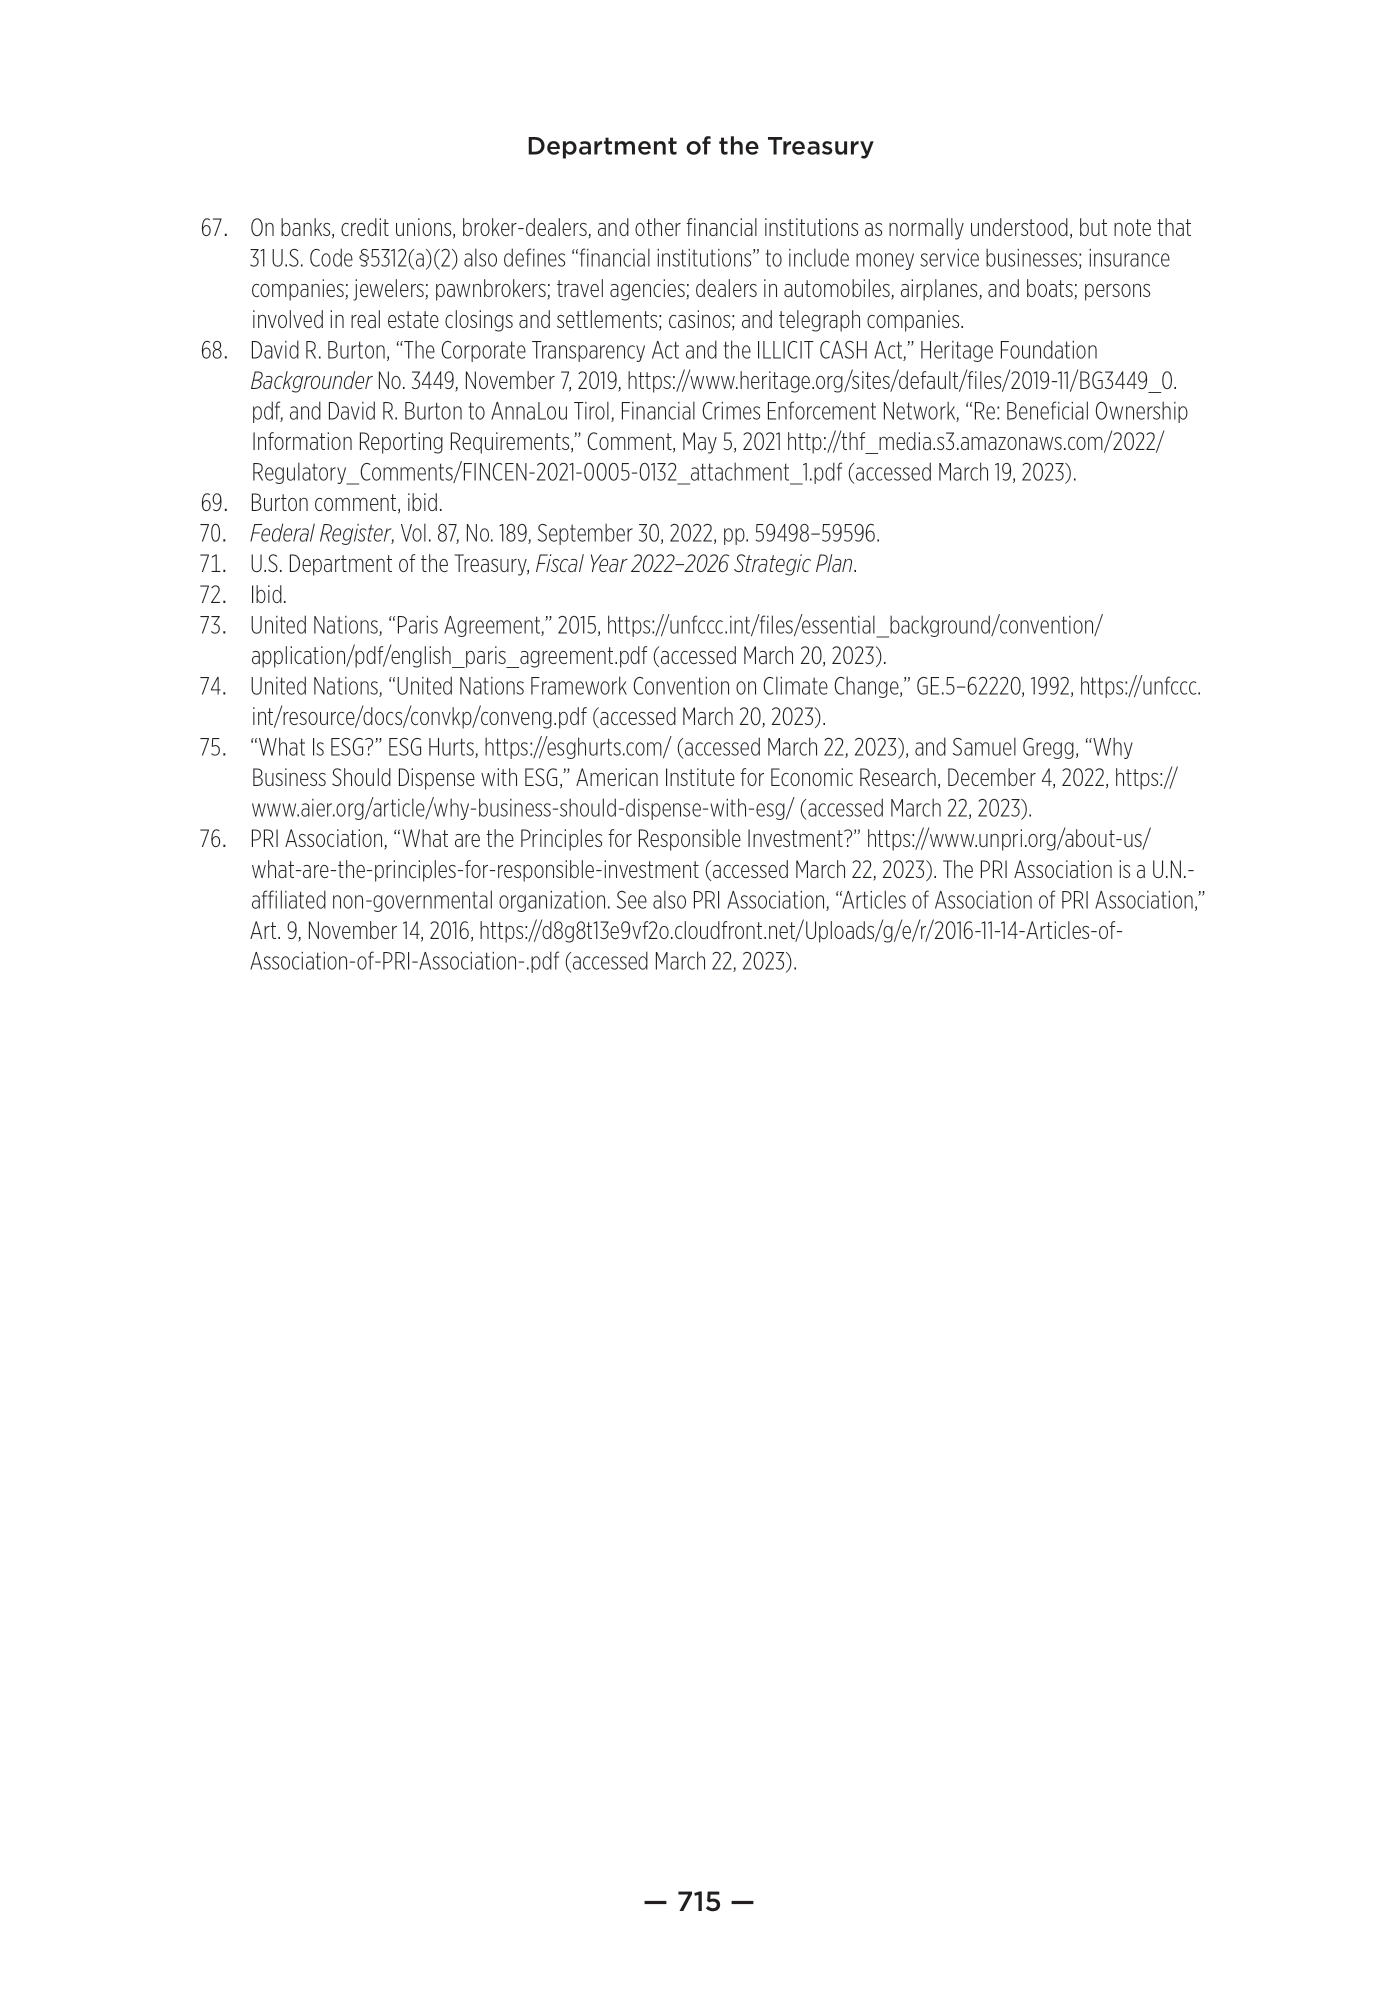 Department of the Treasury
67. On banks, credit unions, broker-dealers, and other financial institutions as normally understood, but note that
31 U.S. Code §5312(a)(2) also defines “financial institutions” to include money service businesses; insurance
companies; jewelers; pawnbrokers; travel agencies; dealers in automobiles, airplanes, and boats; persons
involved in real estate closings and settlements; casinos; and telegraph companies.
68. David R. Burton, “The Corporate Transparency Act and the ILLICIT CASH Act,” Heritage Foundation
Backgrounder No. 3449, November 7, 2019, https://www.heritage.org/sites/default/files/2019-11/BG3449_0.
pdf, and David R. Burton to AnnaLou Tirol, Financial Crimes Enforcement Network, “Re: Beneficial Ownership
Information Reporting Requirements,” Comment, May 5, 2021 http://thf_media.s3.amazonaws.com/2022/
Regulatory_Comments/FINCEN-2021-0005-0132_attachment_1.pdf (accessed March 19, 2023).
69. Burton comment, ibid.
70. Federal Register, Vol. 87, No. 189, September 30, 2022, pp. 59498–59596.
71. U.S. Department of the Treasury, Fiscal Year 2022–2026 Strategic Plan.
72. Ibid.
73. United Nations, “Paris Agreement,” 2015, https://unfccc.int/files/essential_background/convention/
application/pdf/english_paris_agreement.pdf (accessed March 20, 2023).
74. United Nations, “United Nations Framework Convention on Climate Change,” GE.5–62220, 1992, https://unfccc.
int/resource/docs/convkp/conveng.pdf (accessed March 20, 2023).
75. “What Is ESG?” ESG Hurts, https://esghurts.com/ (accessed March 22, 2023), and Samuel Gregg, “Why
Business Should Dispense with ESG,” American Institute for Economic Research, December 4, 2022, https://
www.aier.org/article/why-business-should-dispense-with-esg/ (accessed March 22, 2023).
76. PRI Association, “What are the Principles for Responsible Investment?” https://www.unpri.org/about-us/
what-are-the-principles-for-responsible-investment (accessed March 22, 2023). The PRI Association is a U.N.-
affiliated non-governmental organization. See also PRI Association, “Articles of Association of PRI Association,”
Art. 9, November 14, 2016, https://d8g8t13e9vf2o.cloudfront.net/Uploads/g/e/r/2016-11-14-Articles-of-
Association-of-PRI-Association-.pdf (accessed March 22, 2023).
— 715 —